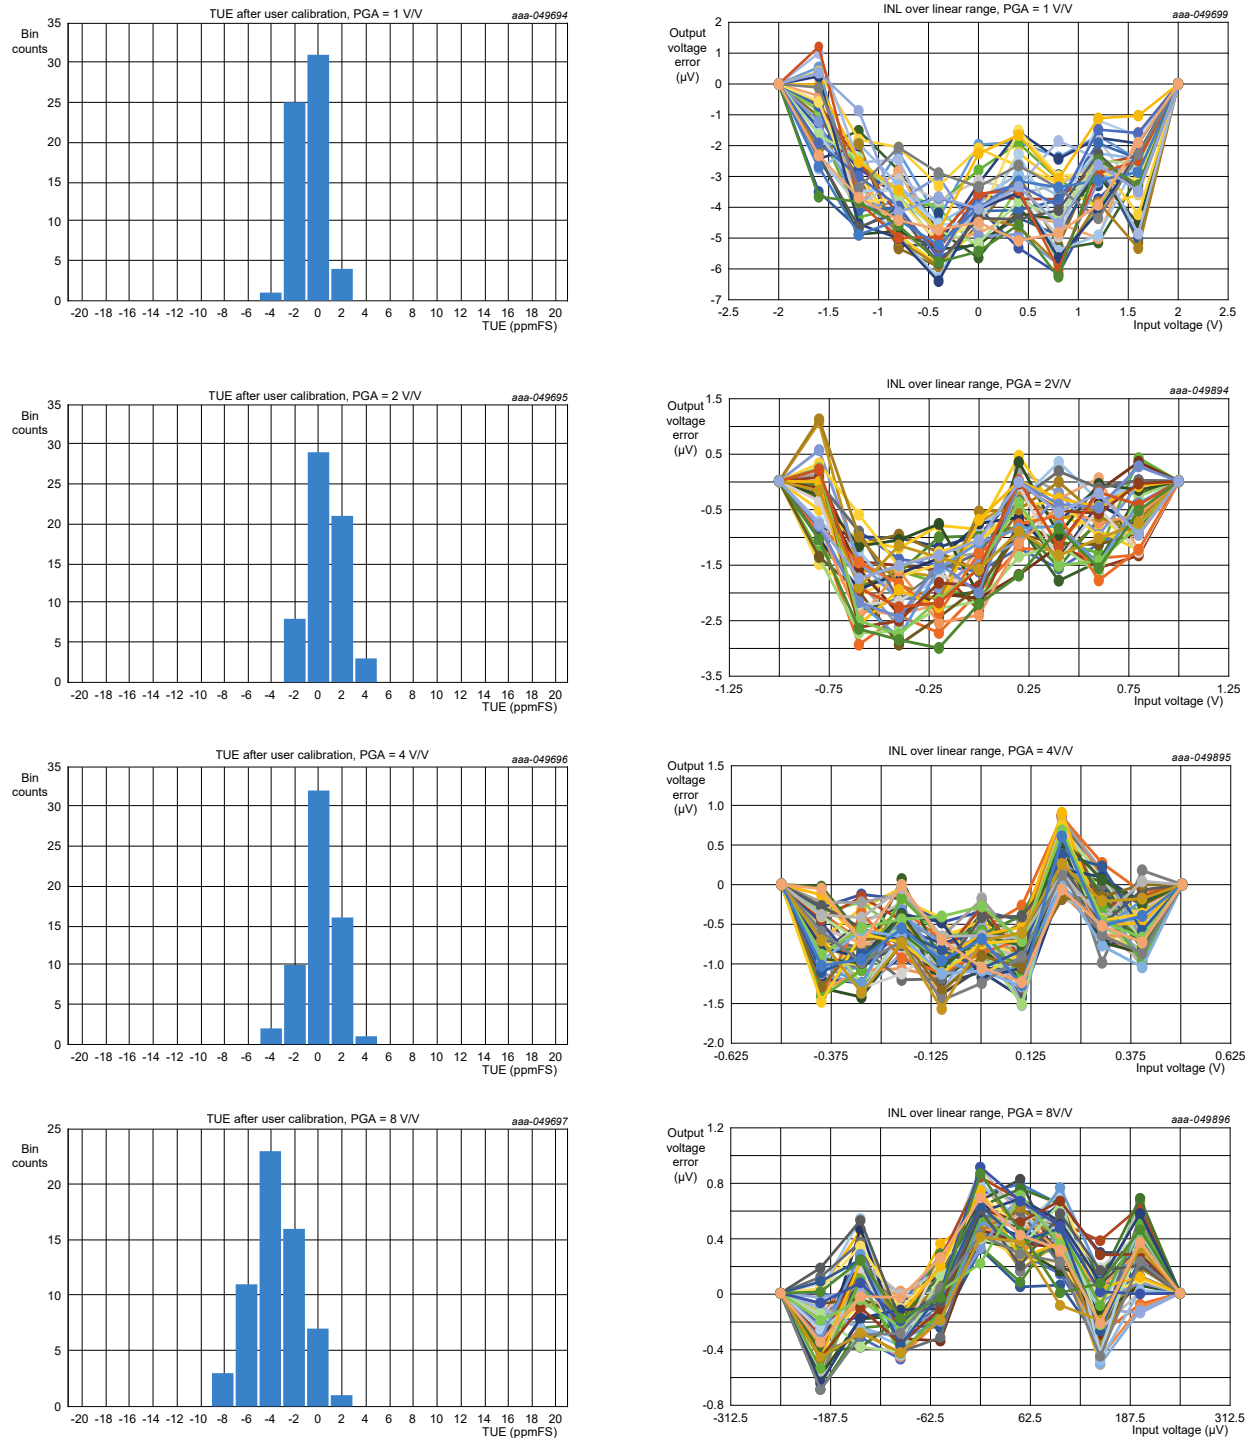 TUE after user calibration, PGA = 1 V/V
aaa-049694
Bin
counts
35
30
25
20
15
10
5
0
-20 -18 -16 -14 -12 -10 -8 -6 -4 -2 0 2 4 6 8 10 12 14 16 18 20
TUE (ppmFS)
INL over linear range, PGA = 1 V/V
aaa-049699
Output
voltage
error
(µV)
2
1
0
-1
-2
-3
-4
-5
-6
-7
-2.5 -2 -1.5 -1 -0.5 0 0.5 1 1.5 2 2.5
Input voltage (V)
TUE after user calibration, PGA = 2 V/V
aaa-049695
Bin
counts
35
30
25
20
15
10
5
0
-20 -18 -16 -14 -12 -10 -8 -6 -4 -2 0 2 4 6 8 10 12 14 16 18 20
TUE (ppmFS)
INL over linear range, PGA = 2V/V
aaa-049894
Output
voltage
error
(µV)
1.5
0.5
-0.5
-1.5
-2.5
-3.5
-1.25 -0.75 -0.25 0.25 0.75 1.25
Input voltage (V)
TUE after user calibration, PGA = 4 V/V
aaa-049696
Bin
counts
35
30
25
20
15
10
5
0
-20 -18 -16 -14 -12 -10 -8 -6 -4 -2 0 2 4 6 8 10 12 14 16 18 20
TUE (ppmFS)
INL over linear range, PGA = 4V/V
aaa-049895
Output
voltage
error
(µV)
1.5
1.0
0.5
0
-0.5
-1.0
-1.5
-2.0
-0.625 -0.375 -0.125 0.125 0.375 0.625
Input voltage (V)
TUE after user calibration, PGA = 8 V/V
aaa-049697
Bin
counts
25
20
15
10
5
0
-20 -18 -16 -14 -12 -10 -8 -6 -4 -2 0 2 4 6 8 10 12 14 16 18 20
TUE (ppmFS)
INL over linear range, PGA = 8V/V
aaa-049896
Output
voltage
error
(µV)
1.2
0.8
0.4
0
-0.4
-0.8
-312.5 -187.5 -62.5 62.5 187.5 312.5
Input voltage (µV)